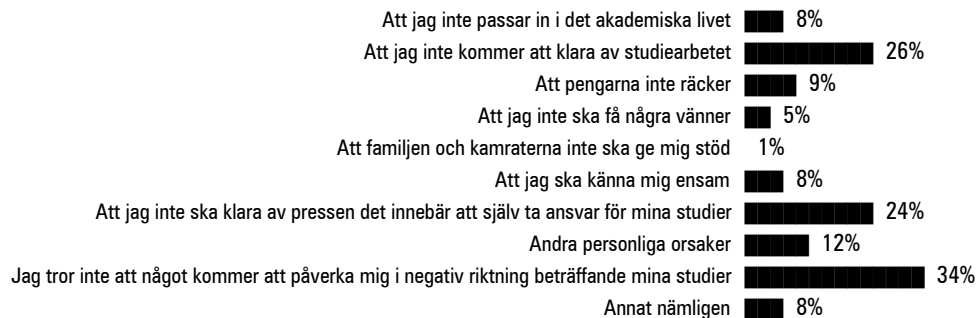 Att jag inte passar in i det akademiska livet 8%
Att jag inte kommer att klara av studiearbetet 26%
Att pengarna inte räcker 9%
Att jag inte ska få några vänner 5%
Att familjen och kamraterna inte ska ge mig stöd 1%
Att jag ska känna mig ensam 8%
Att jag inte ska klara av pressen det innebär att själv ta ansvar för mina studier 24%
Andra personliga orsaker 12%
Jag tror inte att något kommer att påverka mig i negativ riktning beträffande mina studier 34%
Annat nämligen 8%